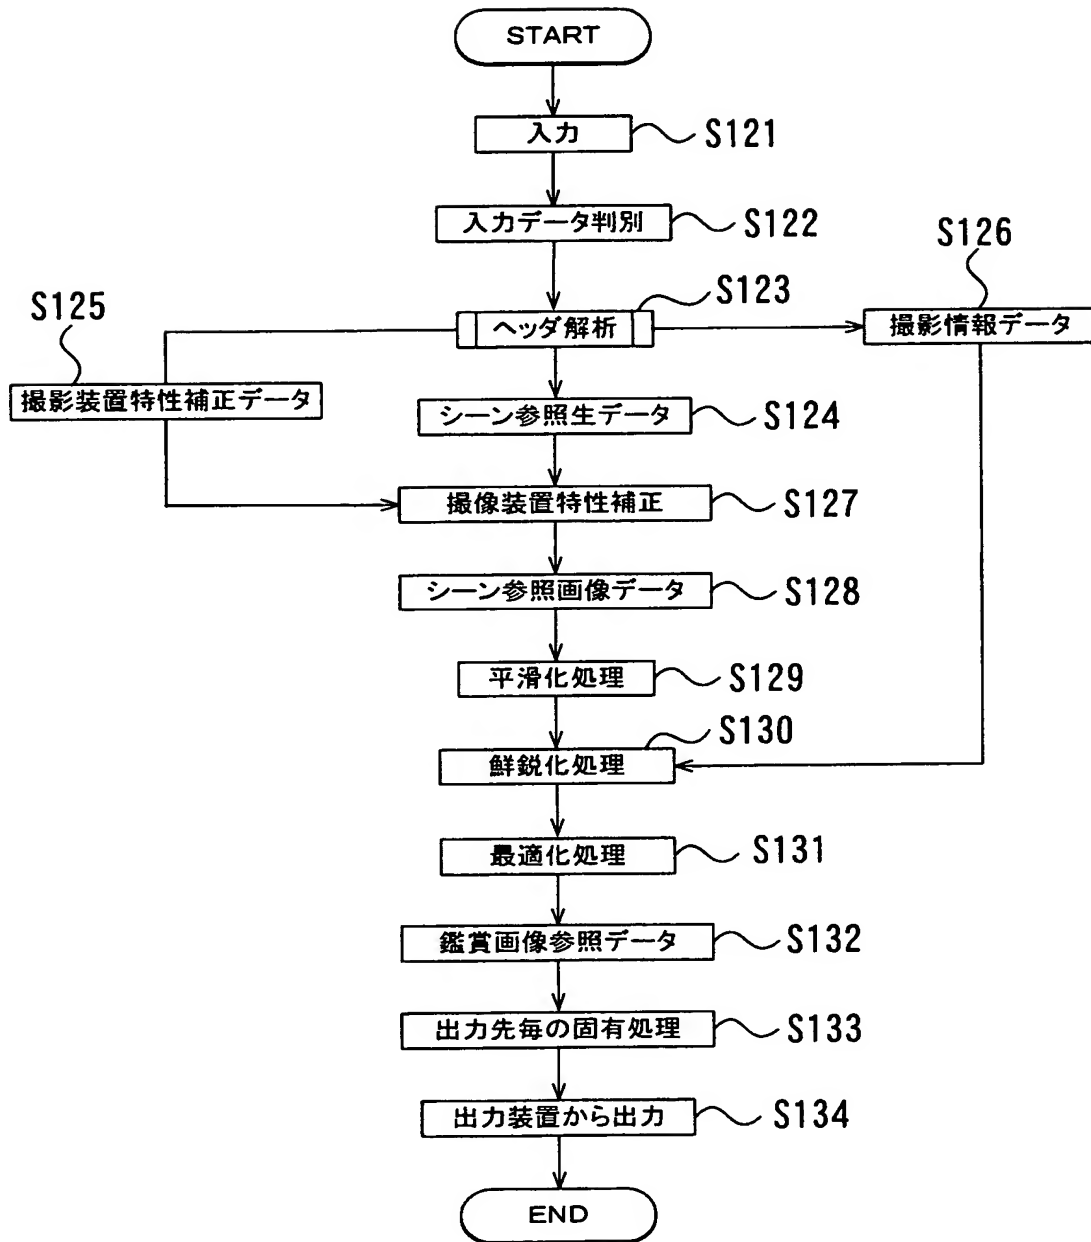 START
入力
S121
入力データ判別
S122
S126
S123
S125
ヘッダ解析
撮影情報データ
撮影装置特性補正データ
シーン参照生データ
S124
撮像装置特性補正
S127
シーン参照画像データ
S128
平滑化処理
S129
S130
鮮鋭化処理
最適化処理
S131
鑑賞画像参照データ
S132
出力先毎の固有処理
S133
出力装置から出力
S134
END